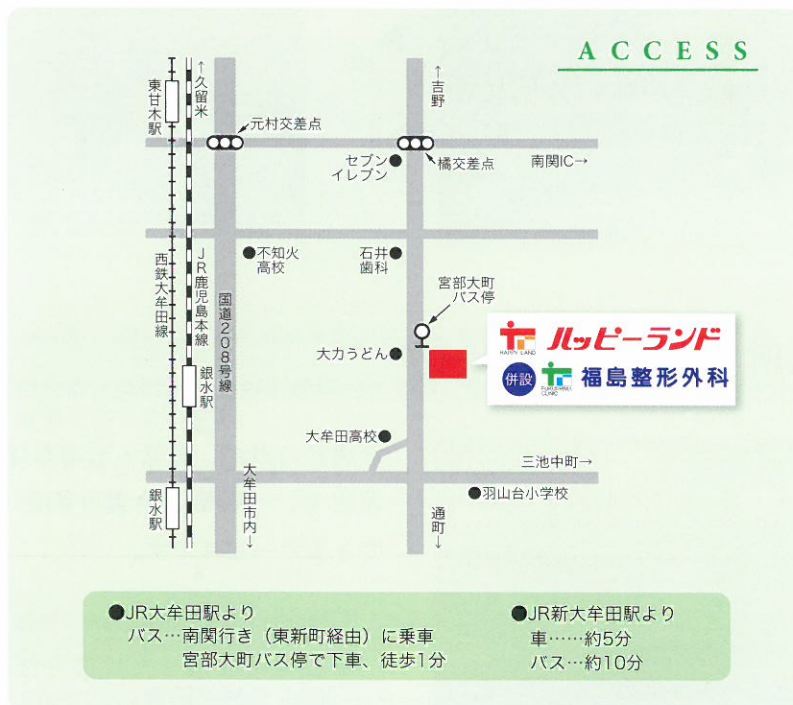 ACCESS
↑久留米
↑吉野
東甘木駅
元村交差点
セブン
イレブン
橘交差点
南関IC→
西鉄大牟田線
JR鹿児島本線
国道208号線
不知火
高校
石井
歯科
宮部大町
バス停
HAPPY LAND
ハッピーランド
大力うどん
併設
FUKUSHIMA
CLINIC
福島整形外科
銀水駅
大牟田高校
三池中町→
銀水駅
大牟田市内→
羽山台小学校
通町→
●JR大牟田駅より
バス…南関行き（東新町経由）に乗車
宮部大町バス停で下車、徒歩1分
●JR新大牟田駅より
車……約5分
バス…約10分